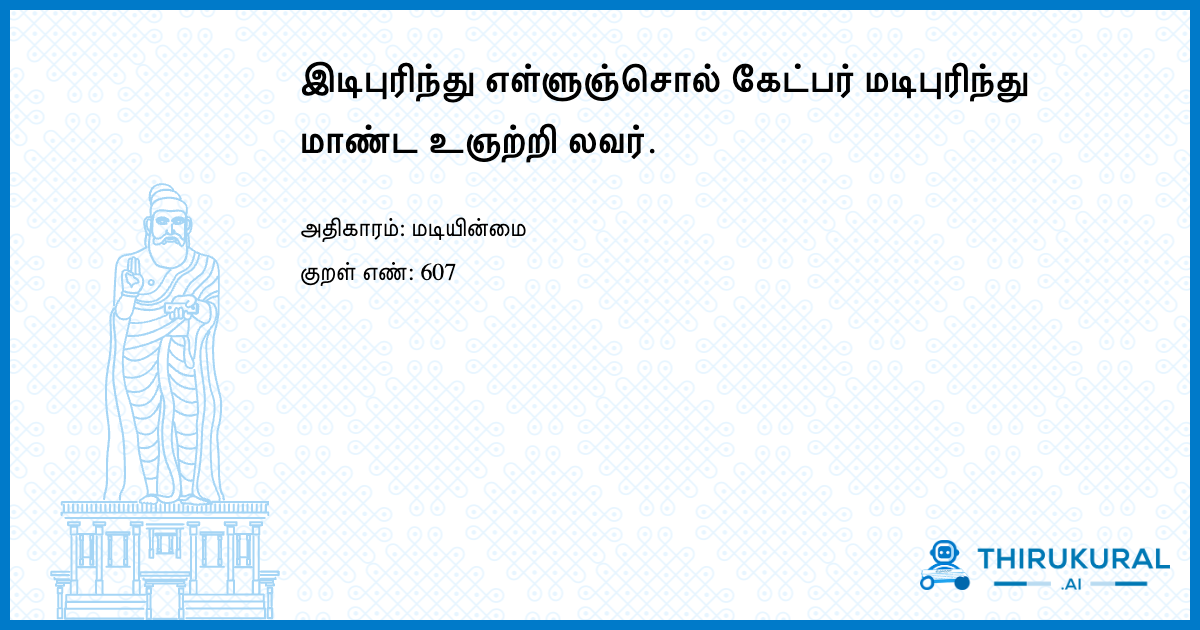 இடிபுரிந்து எள்ளுஞ்சொல் கேட்பர் மடிபுரிந்து
மாண்ட உஞற்றி லவர்.
அதிகாரம்: மடியின்மை
குறள் எண்: 607
THIRUKURAL
.AI